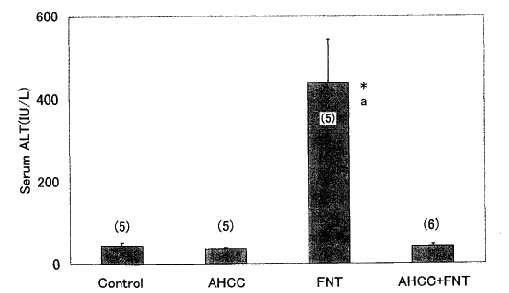 600
400
200
0
Serum ALT(IU/L)
(5)
(5)
(5)
*
a
(6)
Control
AHCC
FNT
AHCC+FNT